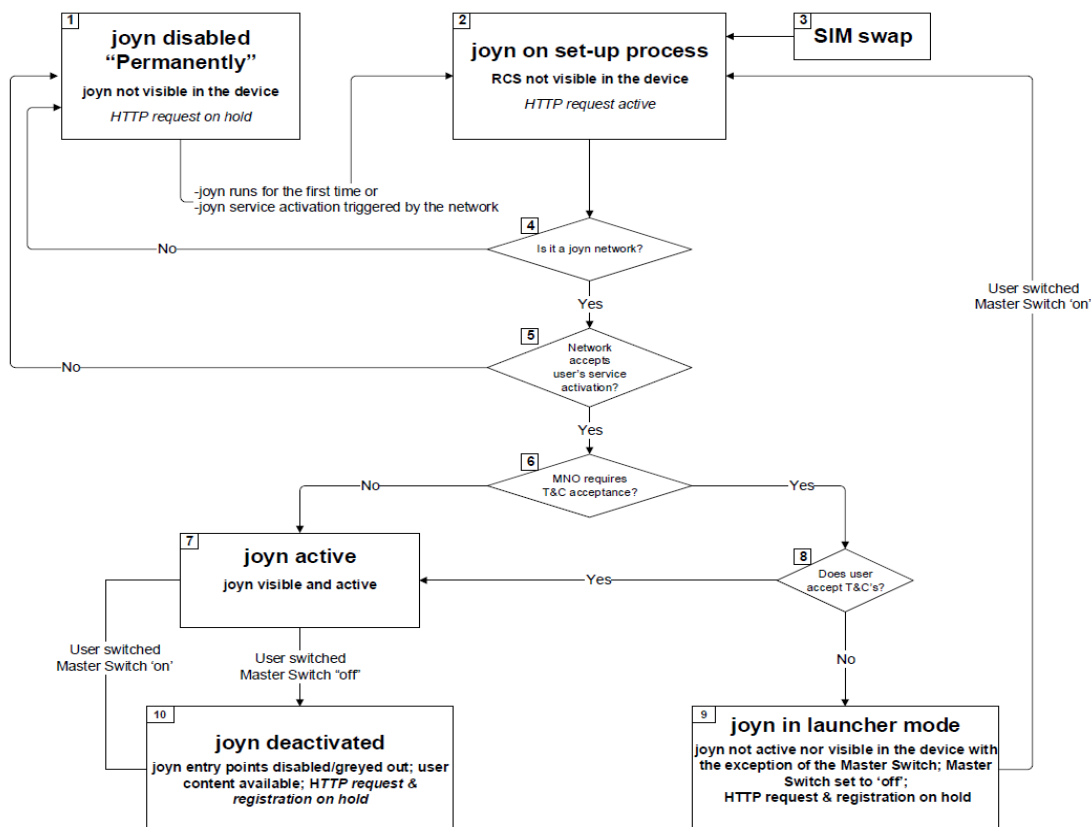 1
joyn disabled
“Permanently”
joyn not visible in the device
HTTP request on hold
2
joyn on set-up process
RCS not visible in the device
HTTP request active
3
SIM swap
-joyn runs for the first time or
-joyn service activation triggered by the network
4
Is it a joyn network?
No
Yes
User switched
Master Switch ‘on’
5
Network
accepts
user’s service
activation?
No
Yes
6
MNO requires
T&C acceptance?
No
Yes
7
joyn active
joyn visible and active
8
Does user
accept T&C’s?
Yes
No
User switched
Master Switch ‘on’
User switched
Master Switch “off”
10
joyn deactivated
joyn entry points disabled/greyed out; user
content available; HTTP request &
registration on hold
9
joyn in launcher mode
joyn not active nor visible in the device with
the exception of the Master Switch; Master
Switch set to ‘off’;
HTTP request & registration on hold